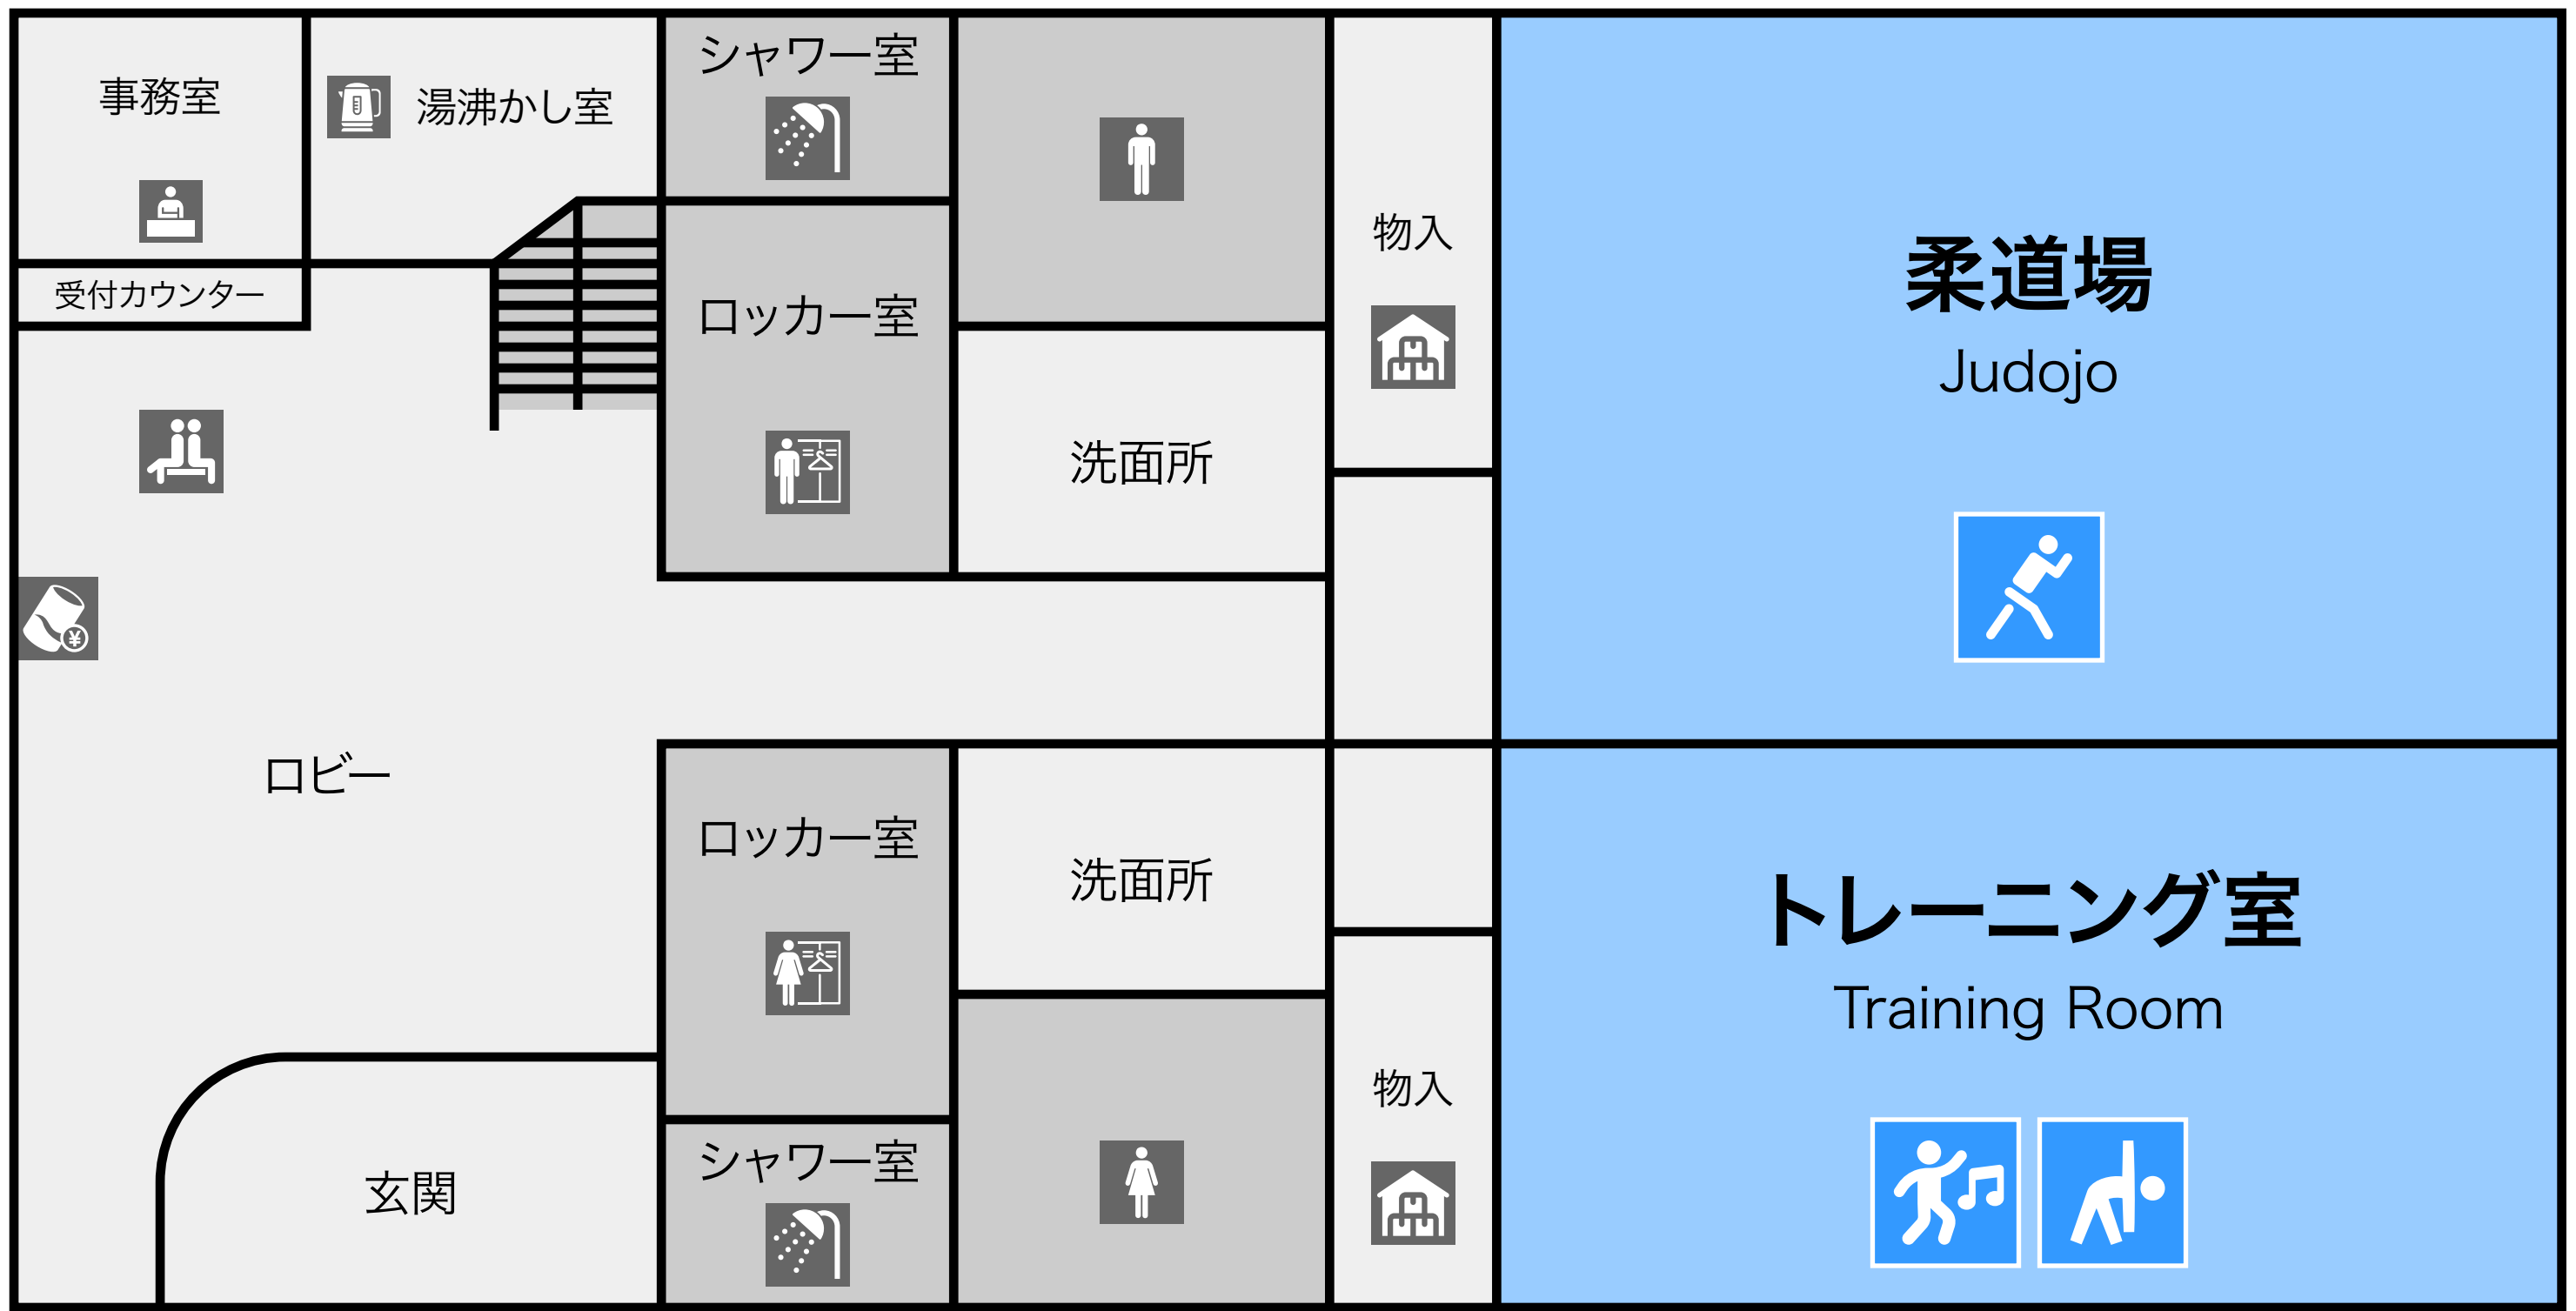 事務室
湯沸かし室
受付カウンター
シャワー室
ロッカー室
洗面所
物入
柔道場
Judojo
¥
ロビー
ロッカー室
洗面所
トレーニング室
Training Room
物入
シャワー室
玄関